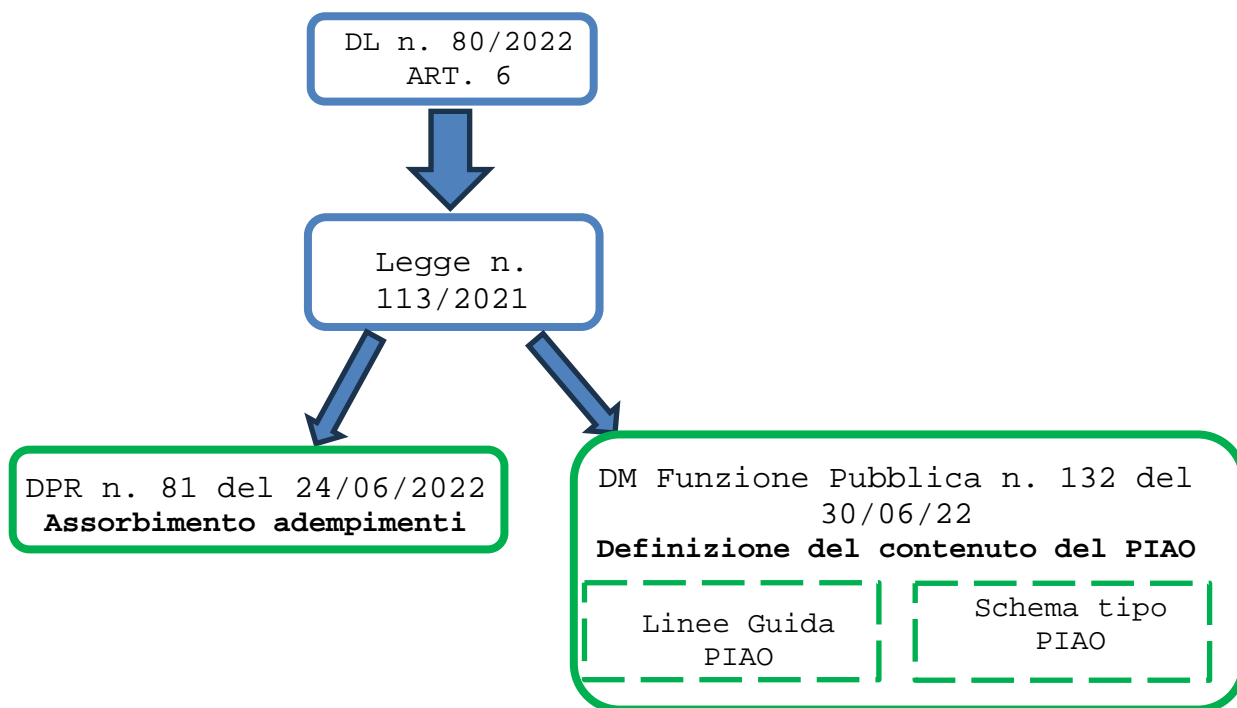 DL n. 80/2022
ART. 6
Legge n.
113/2021
DPR n. 81 del 24/06/2022
Assorbimento adempimenti
DM Funzione Pubblica n. 132 del
30/06/22
Definizione del contenuto del PIAO
Linee Guida
PIAO
Schema tipo
PIAO